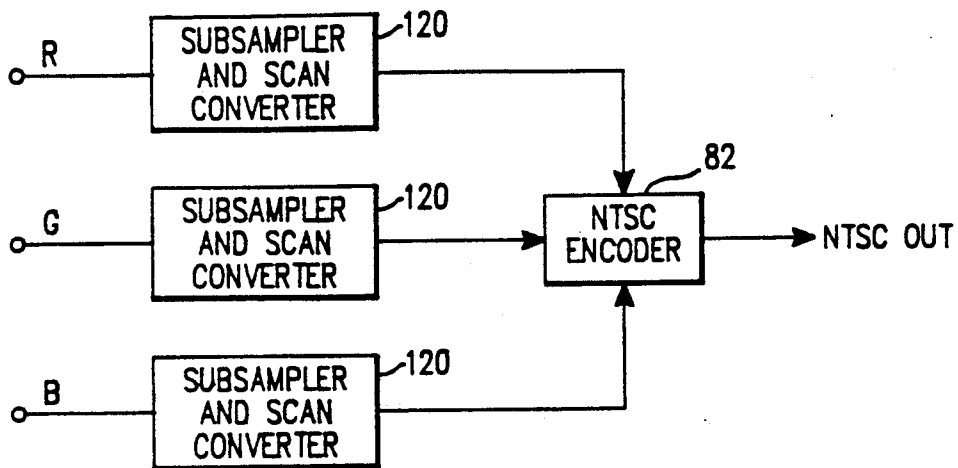 R
SUBSAMPLER
AND SCAN
CONVERTER
120
G
SUBSAMPLER
AND SCAN
CONVERTER
120
B
SUBSAMPLER
AND SCAN
CONVERTER
120
NTSC
ENCODER
82
NTSC OUT